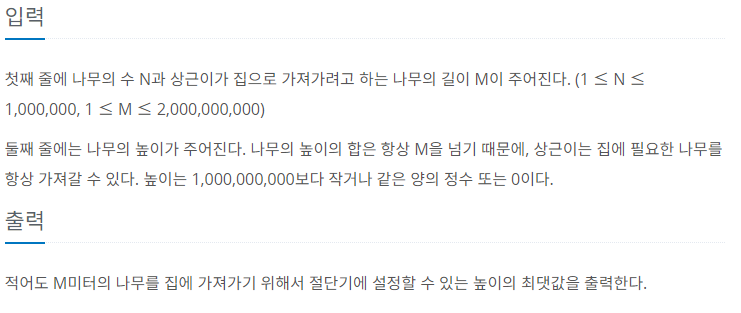 입력
첫째 줄에 나무의 수 N과 상근이가 집으로 가져가려고 하는 나무의 길이 M이 주어진다. (1 ≤ N ≤
1,000,000, 1 ≤ M ≤ 2,000,000,000)
둘째 줄에는 나무의 높이가 주어진다. 나무의 높이의 합은 항상 M을 넘기 때문에, 상근이는 집에 필요한 나무를
항상 가져갈 수 있다. 높이는 1,000,000,000보다 작거나 같은 양의 정수 또는 0이다.
출력
적어도 M미터의 나무를 집에 가져가기 위해서 절단기에 설정할 수 있는 높이의 최댓값을 출력한다.